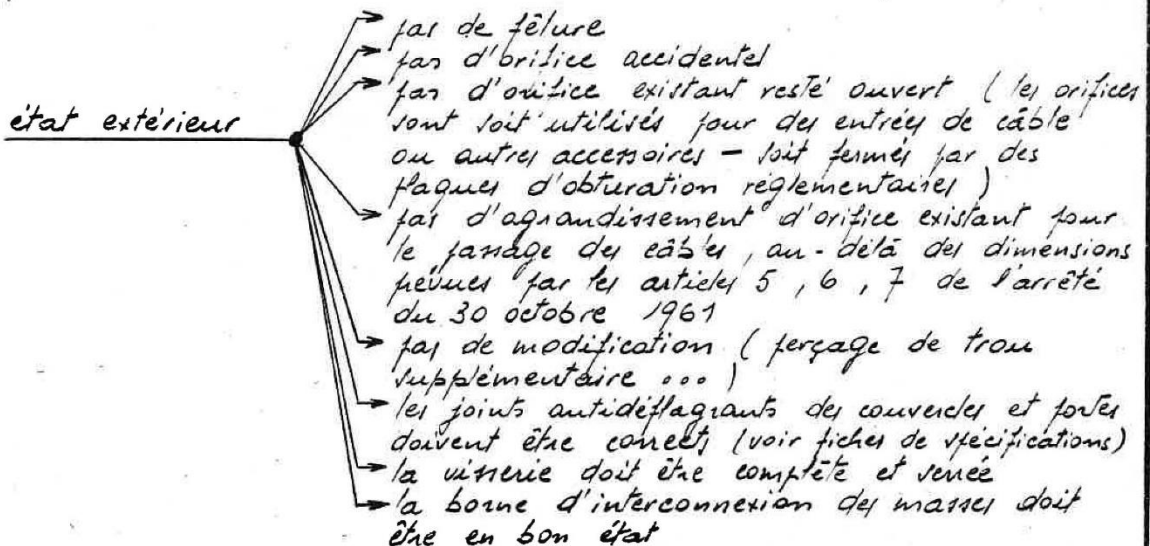 pas de fêlure
pas d'orifice accidentel
pas d'orifice existant resté ouvert (les orifices
état extérieur
sont soit utilisés pour des entrées de câble
ou autres accessoires – soit fermés par des
plaques d'obturation réglementaires)
pas d'agrandissement d'orifice existant pour
le passage des câbles, au-délà des dimensions
pévues par les articles 5, 6, 7 de l'arrêté
du 30 octobre 1961
pas de modification (perçage de trou
supplémentaire ...)
les joints antidéflagrants des couvercles et portes
doivent être corrects (voir fiches de spécifications)
la visserie doit être complète et serrée
la borne d'interconnexion des masses doit
être en bon état